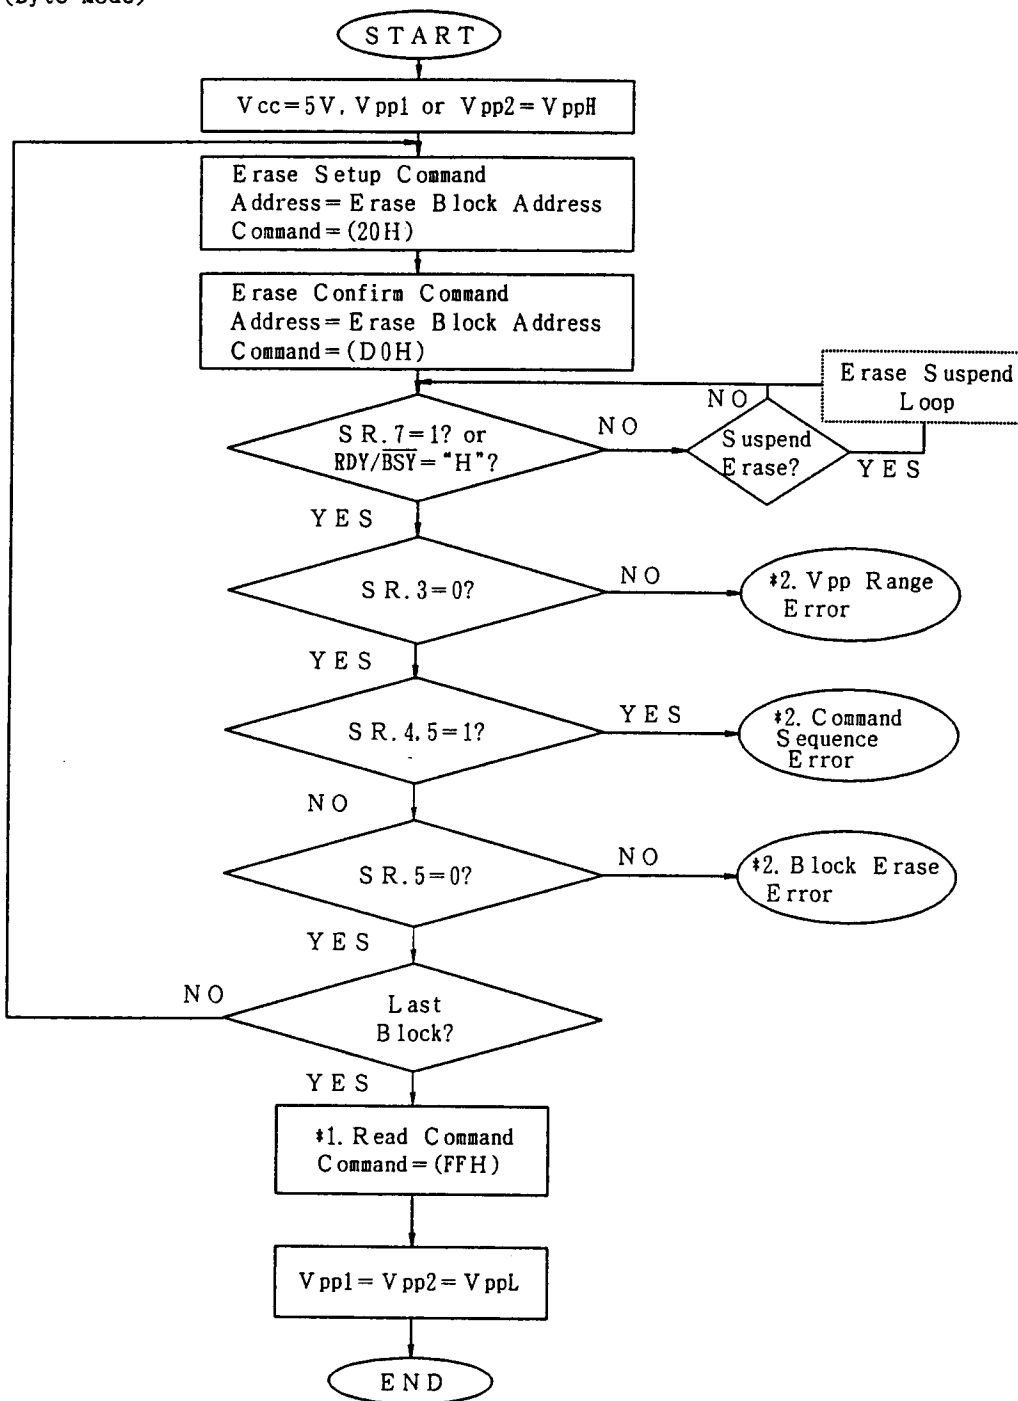 (Byte Mode)
START
Vcc=5V, Vpp1 or Vpp2=VppH
Erase Setup Command
Address=Erase Block Address
Command=(20H)
Erase Confirm Command
Address=Erase Block Address
Command=(D0H)
Erase Suspend
Loop
NO
Suspend
Erase?
YES
SR.7=1? or
RDY/B̅S̅Y̅="H"?
NO
YES
SR.3=0?
NO
*2. Vpp Range
Error
YES
SR.4,5=1?
YES
*2. Command
Sequence
Error
NO
SR.5=0?
NO
*2. Block Erase
Error
YES
NO
Last
Block?
YES
*1. Read Command
Command=(FFH)
Vpp1=Vpp2=VppL
END